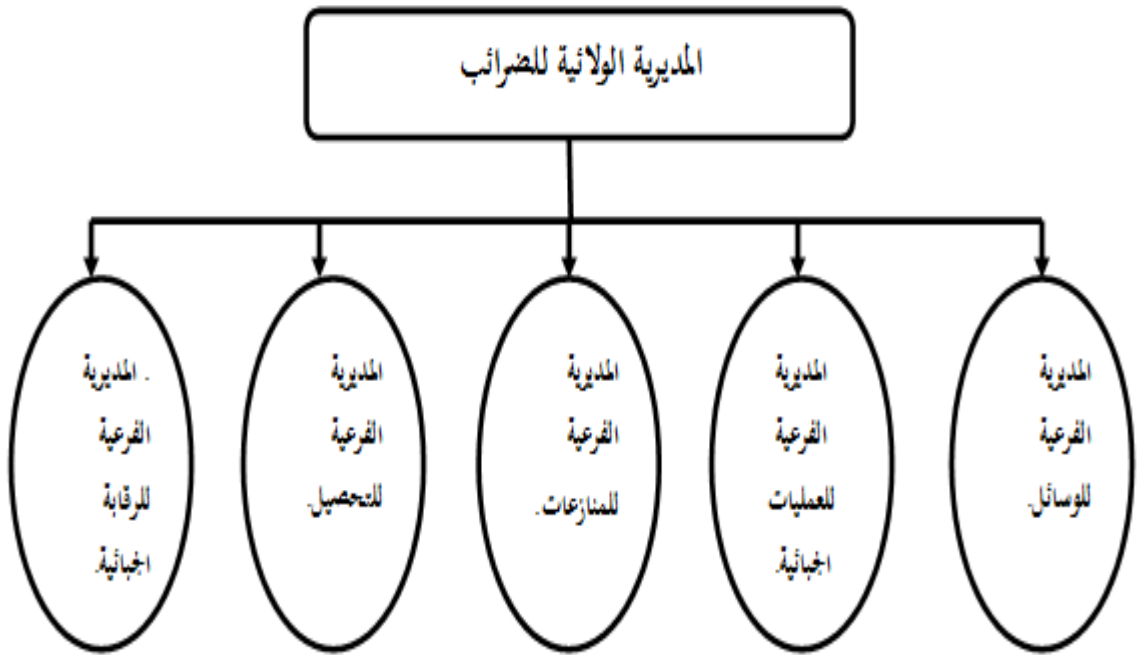 المديرية الولائية للضرائب
المديرية
الفرعية
للوسائل.
المديرية
الفرعية
للعمليات
الجبائية.
المديرية
الفرعية
للمنازعات.
المديرية
الفرعية
للتحصيل.
. المديرية
الفرعية
للرقابة
الجبائية.